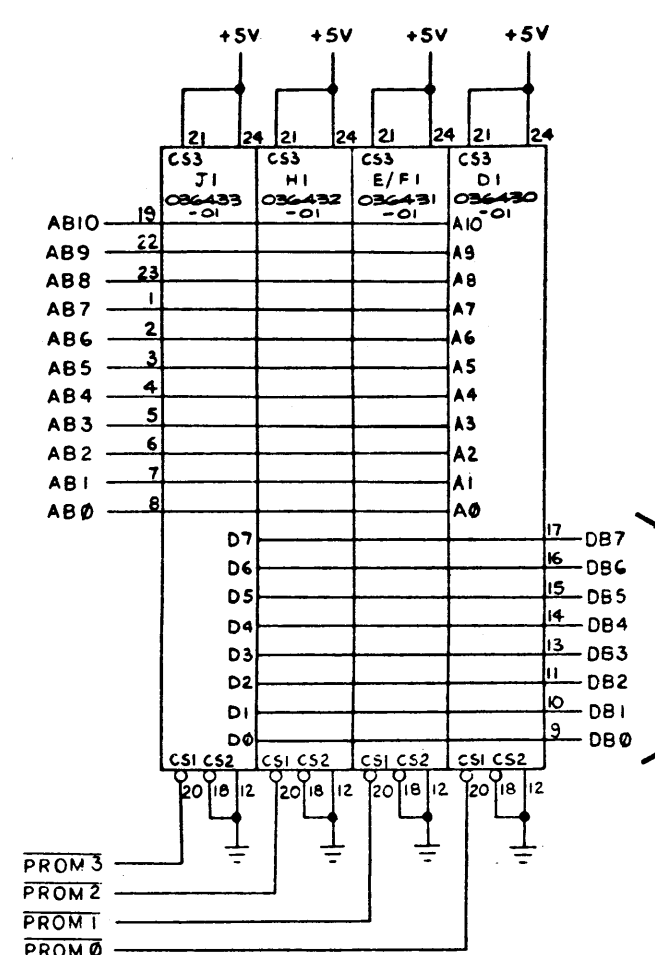 +5V +5V +5V +5V
21 24 21 24 21 24 21 24
CS3 CS3 CS3 CS3
J1 H1 E/F1 D1
036433 036432 036431 036430
-01 -01 -01 -01
AB10 19 A10
AB9 22 A9
AB8 23 A8
AB7 1 A7
AB6 2 A6
AB5 3 A5
AB4 4 A4
AB3 5 A3
AB2 6 A2
AB1 7 A1
ABØ 8 AØ
D7 17 DB7
D6 16 DB6
D5 15 DB5
D4 14 DB4
D3 13 DB3
D2 11 DB2
D1 10 DB1
DØ 9 DBØ
CS1 CS2 CS1 CS2 CS1 CS2 CS1 CS2
20 18 12 20 18 12 20 18 12 20 18 12
PROM 3
PROM 2
PROM 1
PROM Ø